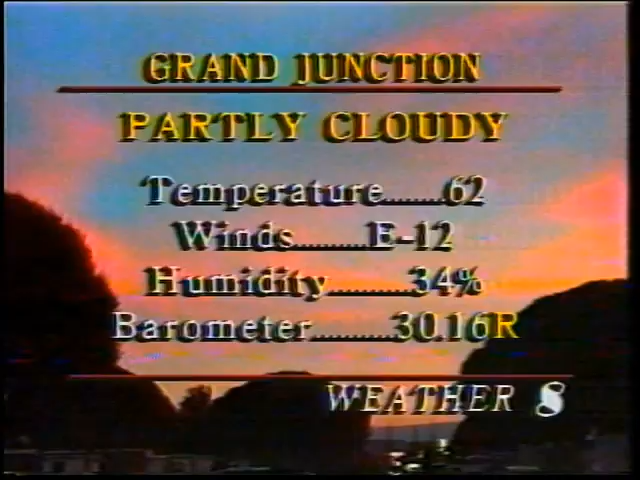 GRAND JUNCTION
PARTLY CLOUDY
Temperature.......62
Winds.........E-12
Humidity.........34%
Barometer.........30.16R
WEATHER 8